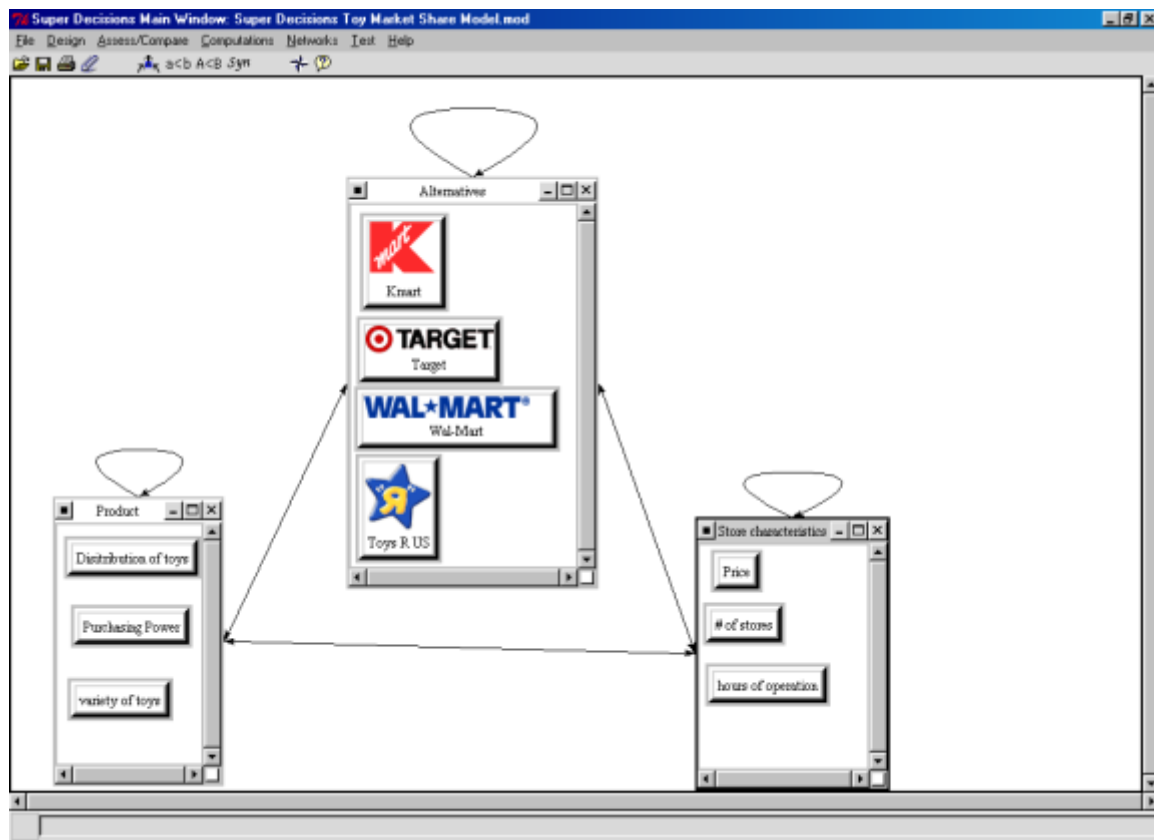 Super Decisions Main Window: Super Decisions Toy Market Share Model.mod
File Design Assess/Compare Computations Networks Test Help
a<b A<B Syn
Alternatives
K
mart
Kmart
TARGET
Target
WAL★MART®
Wal-Mart
"R"
Toys R US
Product
Disitribution of toys
Purchasing Power
variety of toys
Store characteristics
Price
# of stores
hours of operation